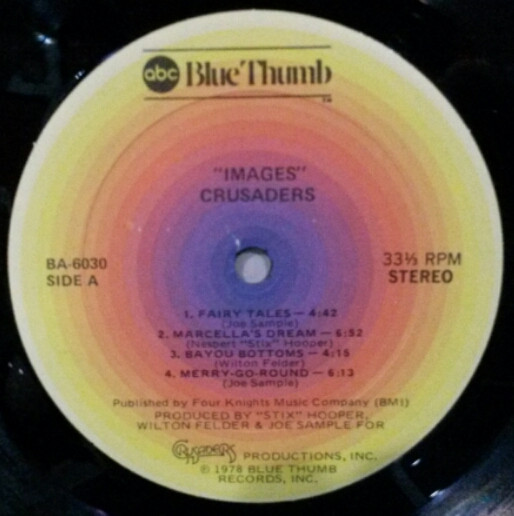 abc Blue Thumb
TM
"IMAGES"
CRUSADERS
BA-6030
SIDE A
33⅓ RPM
STEREO
1. FAIRY TALES — 4:42
(Joe Sample)
2. MARCELLA'S DREAM — 6:52
(Nesbert "Stix" Hooper)
3. BAYOU BOTTOMS — 4:15
(Wilton Felder)
4. MERRY-GO-ROUND — 6:13
(Joe Sample)
Published by Four Knights Music Company (BMI)
PRODUCED BY "STIX" HOOPER,
WILTON FELDER & JOE SAMPLE FOR
CRUSADERS PRODUCTIONS, INC.
℗ 1978 BLUE THUMB
RECORDS, INC.